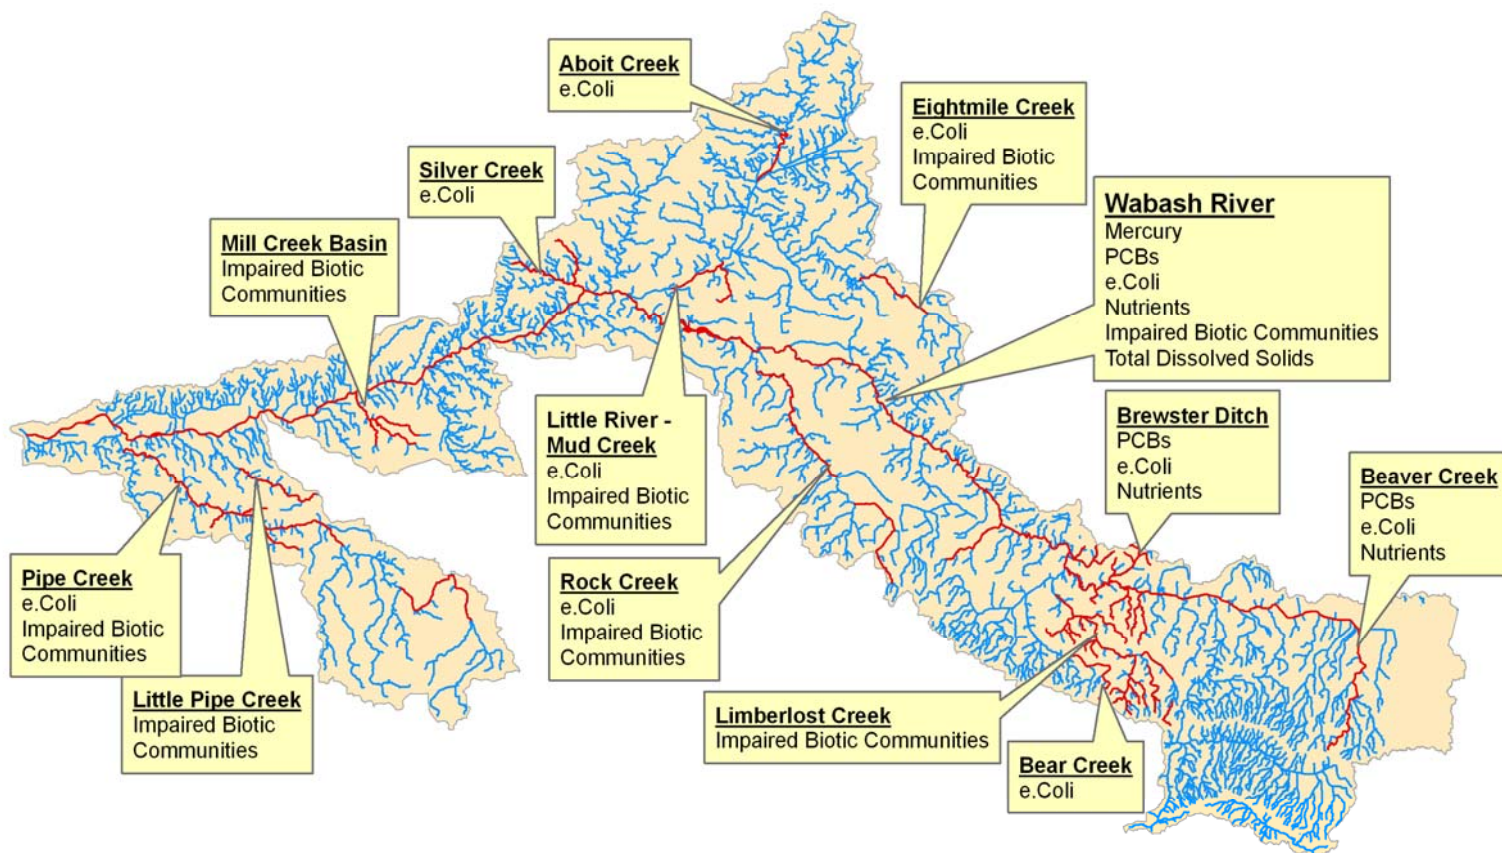 Aboit Creek
e.Coli
Eightmile Creek
e.Coli
Impaired Biotic
Communities
Silver Creek
e.Coli
Wabash River
Mercury
PCBs
e.Coli
Nutrients
Impaired Biotic Communities
Total Dissolved Solids
Mill Creek Basin
Impaired Biotic
Communities
Little River -
Mud Creek
e.Coli
Impaired Biotic
Communities
Brewster Ditch
PCBs
e.Coli
Nutrients
Beaver Creek
PCBs
e.Coli
Nutrients
Pipe Creek
e.Coli
Impaired Biotic
Communities
Rock Creek
e.Coli
Impaired Biotic
Communities
Little Pipe Creek
Impaired Biotic
Communities
Limberlost Creek
Impaired Biotic Communities
Bear Creek
e.Coli